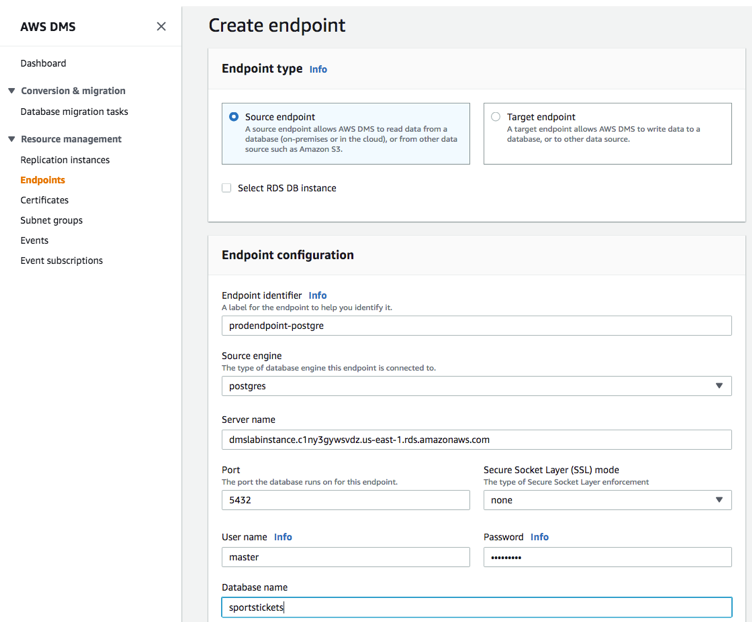 AWS DMS
Dashboard
Conversion & migration
Database migration tasks
Resource management
Replication instances
Endpoints
Certificates
Subnet groups
Events
Event subscriptions
Create endpoint
Endpoint type Info
Source endpoint
A source endpoint allows AWS DMS to read data from a
database (on-premises or in the cloud), or from other data
source such as Amazon S3.
Target endpoint
A target endpoint allows AWS DMS to write data to a
database, or to other data source.
Select RDS DB instance
Endpoint configuration
Endpoint identifier Info
A label for the endpoint to help you identify it.
prodendpoint-postgre
Source engine
The type of database engine this endpoint is connected to.
postgres
Server name
dmslabinstance.c1ny3gywsvdz.us-east-1.rds.amazonaws.com
Port
The port the database runs on for this endpoint.
5432
Secure Socket Layer (SSL) mode
The type of Secure Socket Layer enforcement
none
User name Info
master
Password Info
•••••••••
Database name
sportstickets